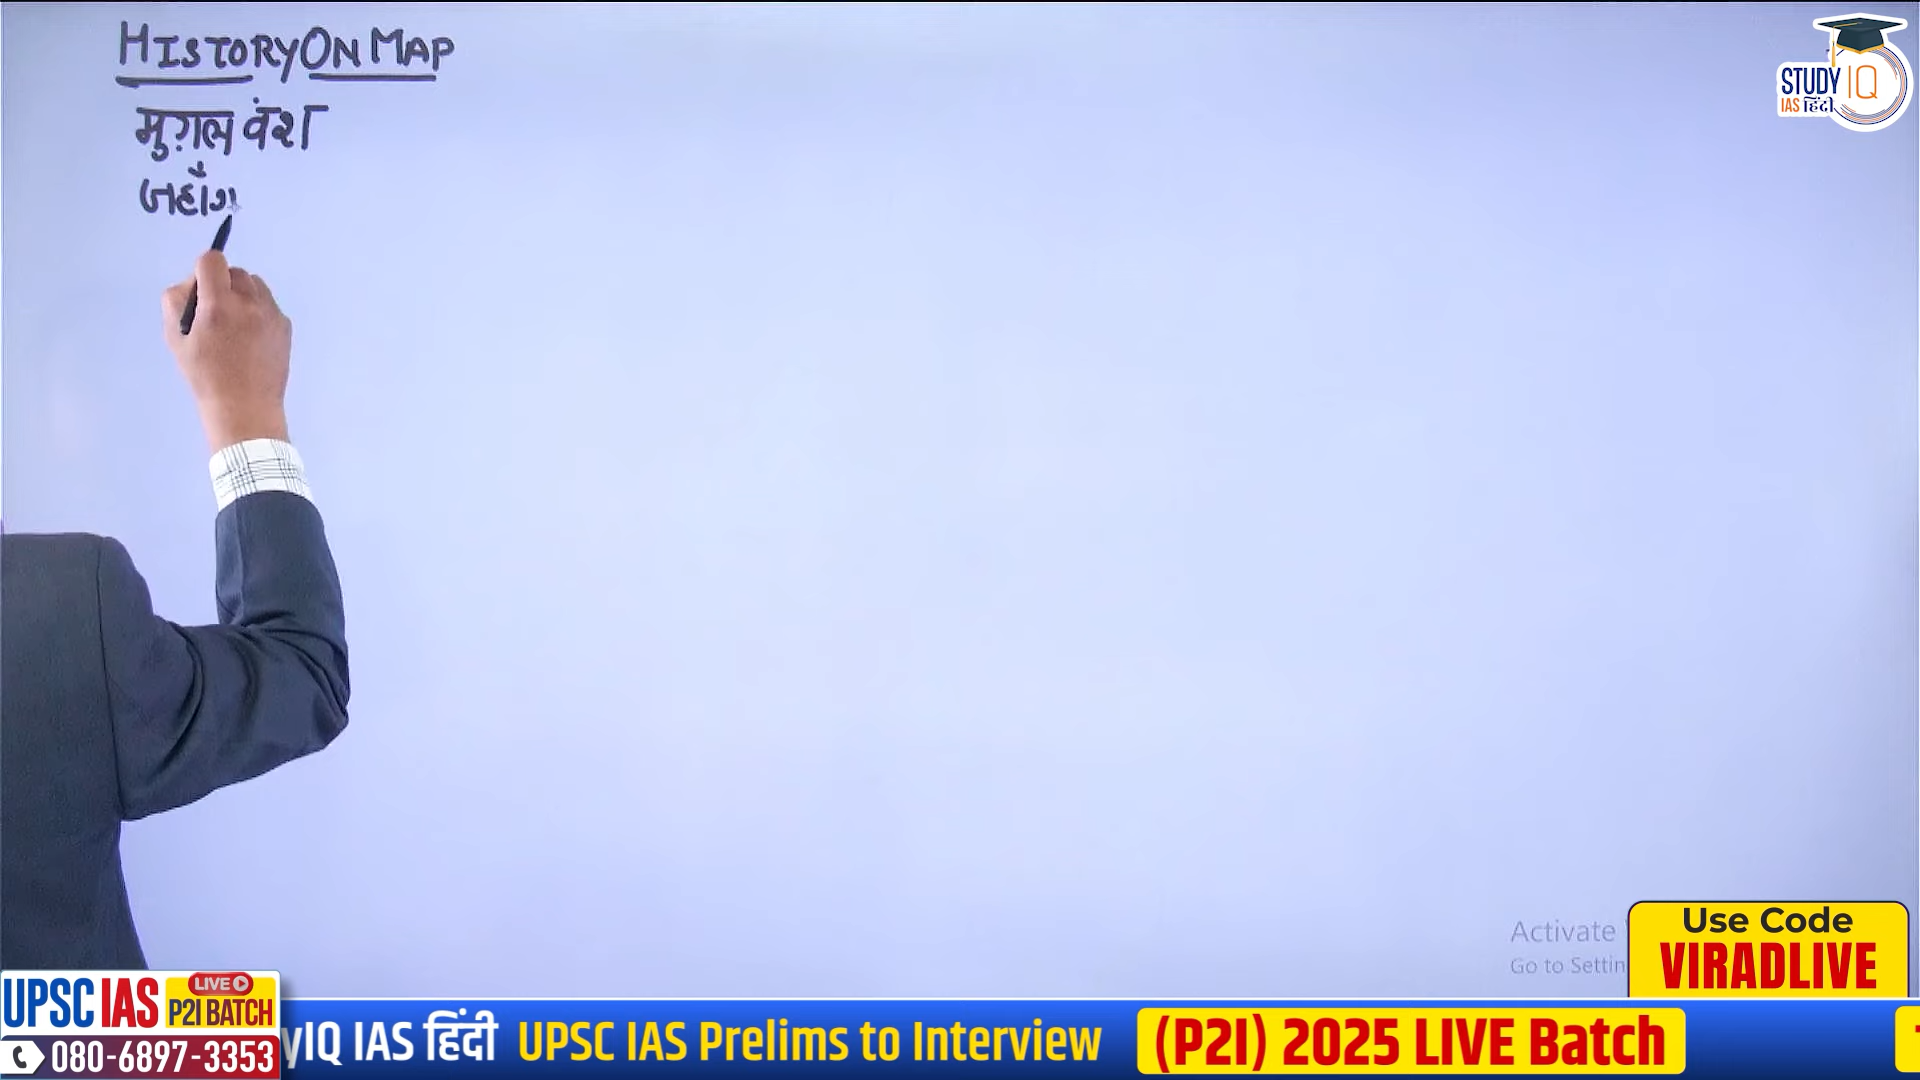 HISTORY ON MAP
मुग़ल वंश
जहाँग
STUDY IQ
IAS हिंदी
Activate
Go to Settin
Use Code
VIRADLIVE
UPSC IAS LIVE
P2I BATCH
080-6897-3353
yIQ IAS हिंदी UPSC IAS Prelims to Interview (P2I) 2025 LIVE Batch